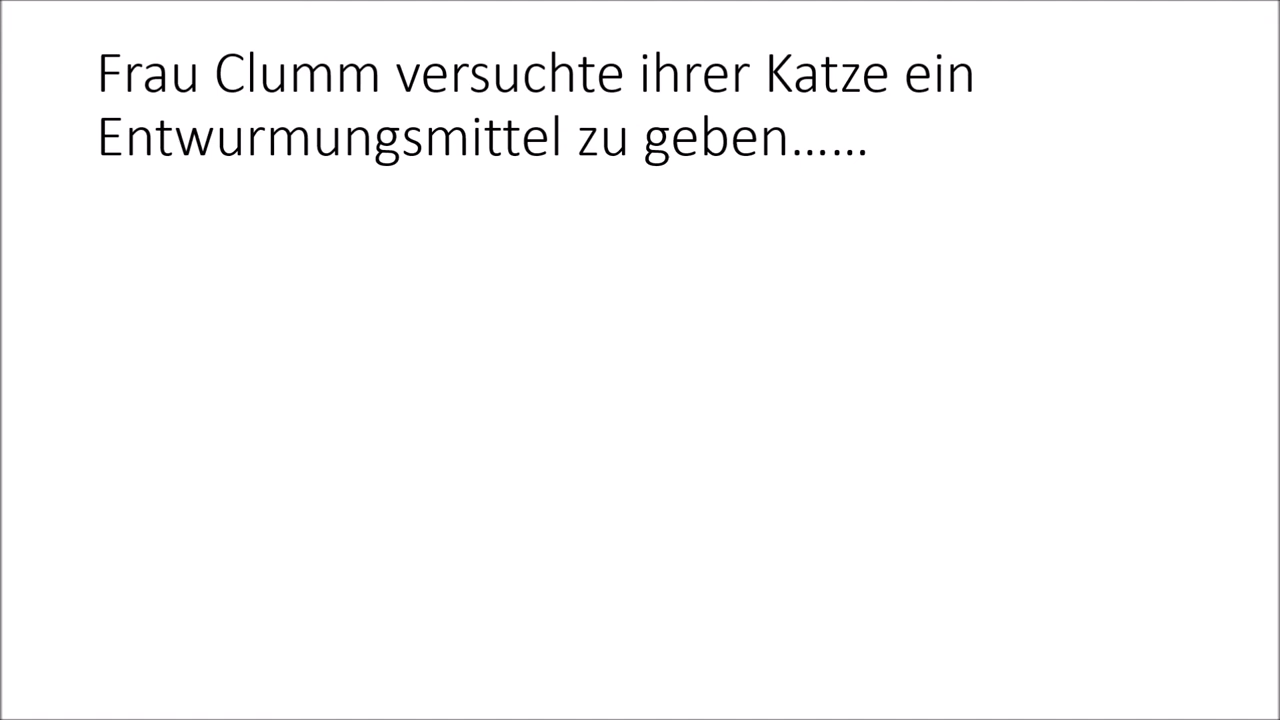 Frau Clumm versuchte ihrer Katze ein
Entwurmungsmittel zu geben……